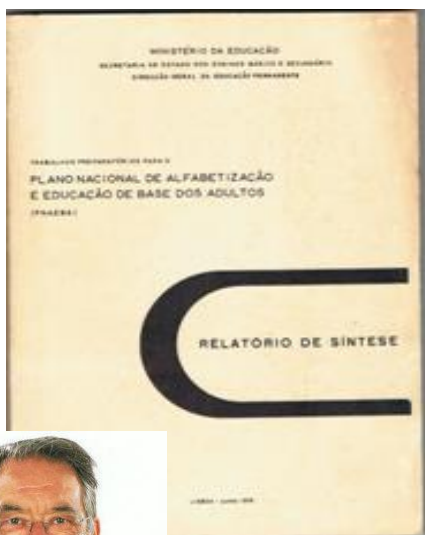 MINISTÉRIO DA EDUCAÇÃO
SECRETARIA DE ESTADO DOS ENSINOS BÁSICO E SECUNDÁRIO
DIRECÇÃO-GERAL DA EDUCAÇÃO PERMANENTE
TRABALHOS PREPARATÓRIOS PARA O
PLANO NACIONAL DE ALFABETIZAÇÃO
E EDUCAÇÃO DE BASE DOS ADULTOS
(PNAEBA)
RELATÓRIO DE SÍNTESE
LISBOA